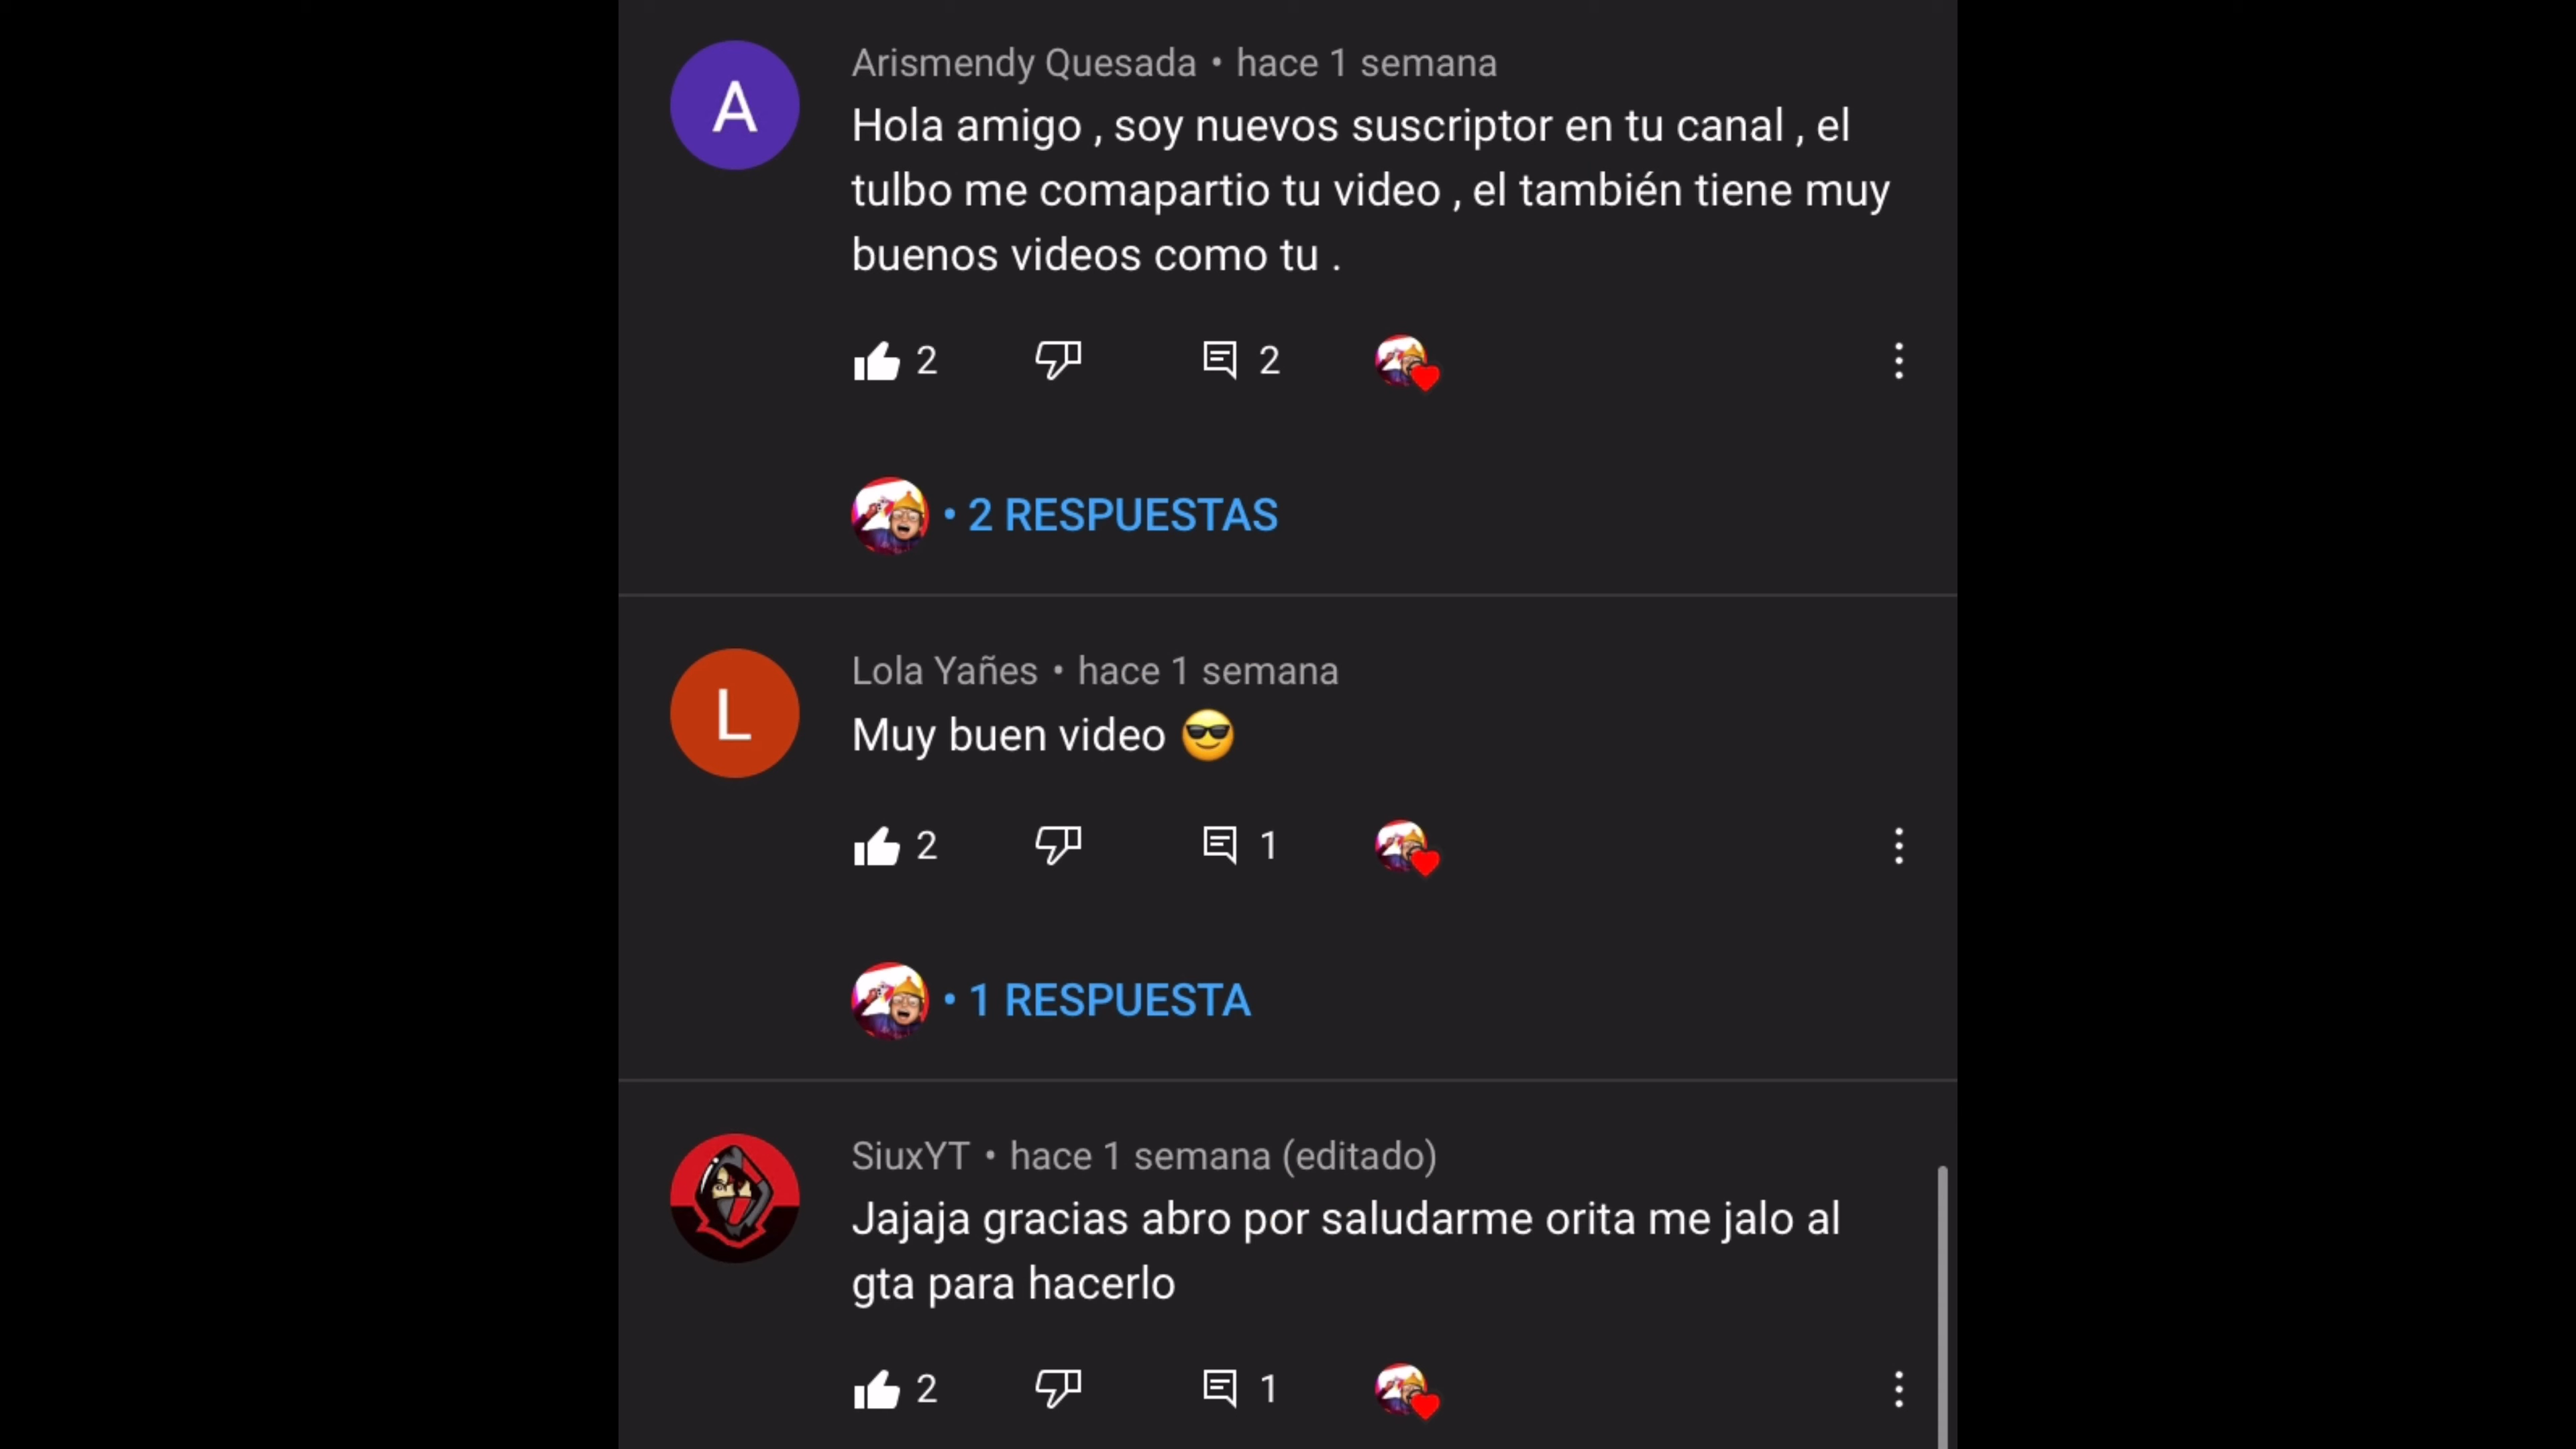 A
Arismendy Quesada • hace 1 semana
Hola amigo , soy nuevos suscriptor en tu canal , el
tulbo me comapartio tu video , el también tiene muy
buenos videos como tu .
2 2
• 2 RESPUESTAS
L
Lola Yañes • hace 1 semana
Muy buen video 😎
2 1
• 1 RESPUESTA
SiuxYT • hace 1 semana (editado)
Jajaja gracias abro por saludarme orita me jalo al
gta para hacerlo
2 1